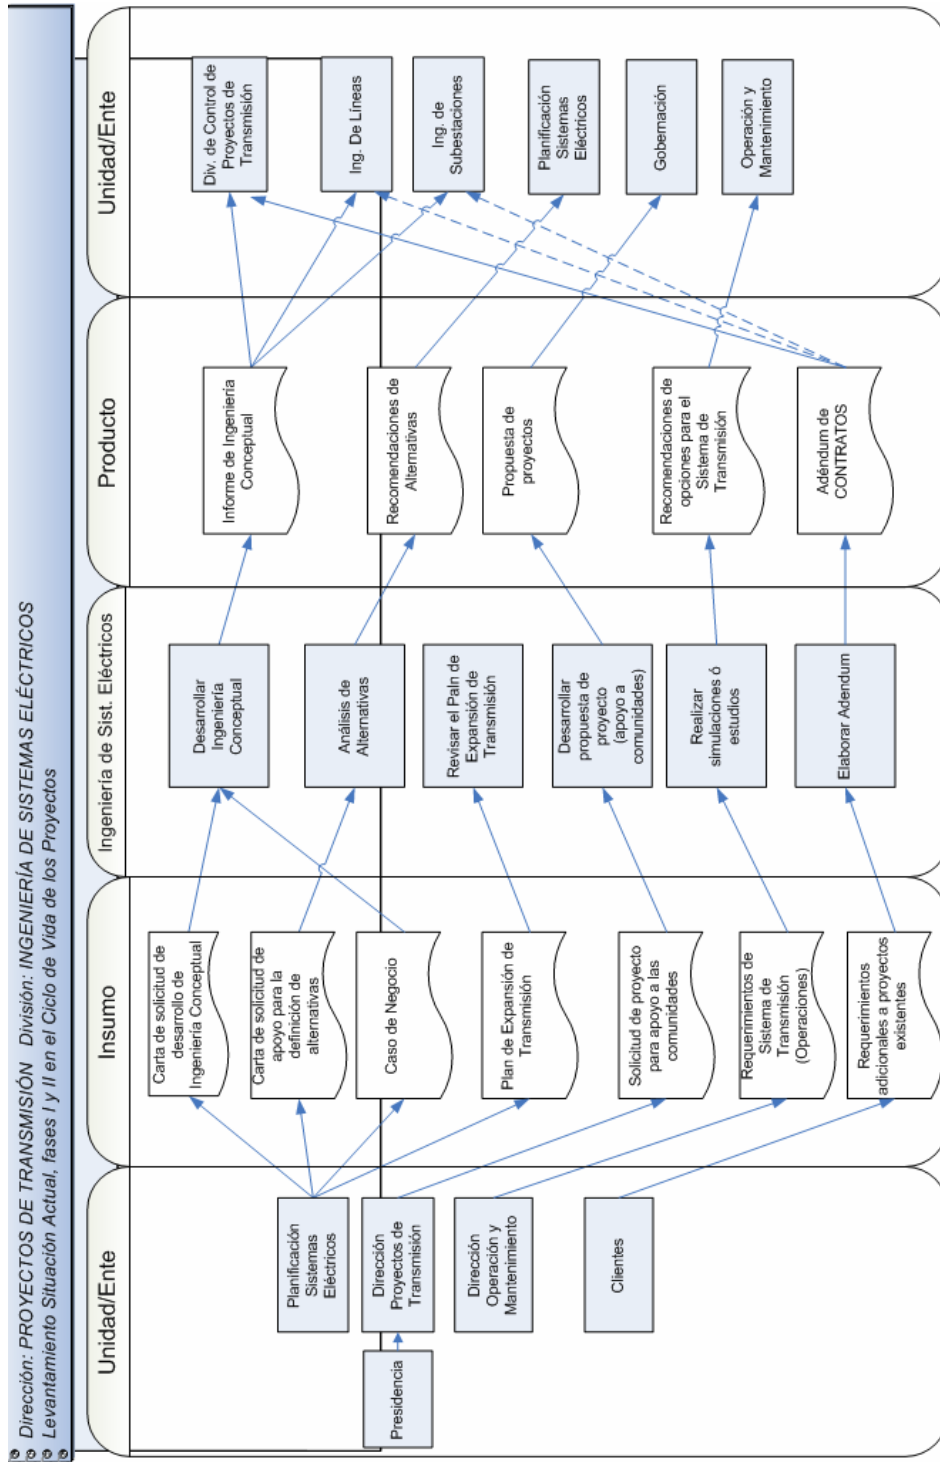 Dirección: PROYECTOS DE TRANSMISIÓN División: INGENIERÍA DE SISTEMAS ELÉCTRICOS
Levantamiento Situación Actual, fases I y II en el Ciclo de Vida de los Proyectos
Unidad/Ente
Insumo
Ingeniería de Sist. Eléctricos
Producto
Unidad/Ente
Presidencia
Planificación
Sistemas
Eléctricos
Dirección
Proyectos de
Transmisión
Dirección
Operación y
Mantenimiento
Clientes
Carta de solicitud de
desarrollo de
Ingeniería Conceptual
Carta de solicitud de
apoyo para la
definición de
alternativas
Caso de Negocio
Plan de Expansión de
Transmisión
Solicitud de proyecto
para apoyo a las
comunidades
Requerimientos de
Sistema de
Transmisión
(Operaciones)
Requerimientos
adicionales a proyectos
existentes
Desarrollar
Ingeniería
Conceptual
Análisis de
Alternativas
Revisar el Paln de
Expansión de
Transmisión
Desarrollar
propuesta de
proyecto
(apoyo a
comunidades)
Realizar
simulaciones ó
estudios
Elaborar Adendum
Informe de Ingeniería
Conceptual
Recomendaciones de
Alternativas
Propuesta de
proyectos
Recomendaciones de
opciones para el
Sistema de
Transmisión
Adéndum de
CONTRATOS
Div. de Control de
Proyectos de
Transmisión
Ing. De Líneas
Ing. de
Subestaciones
Planificación
Sistemas
Eléctricos
Gobernación
Operación y
Mantenimiento